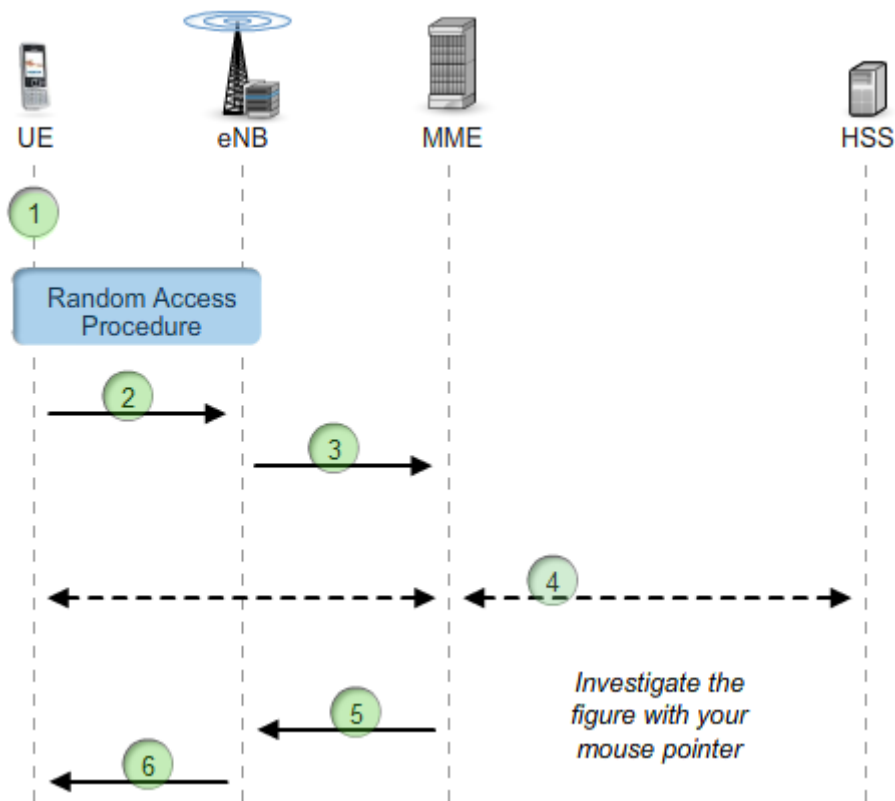 UE
eNB
MME
HSS
1
Random Access
Procedure
2
3
4
Investigate the
figure with your
mouse pointer
5
6